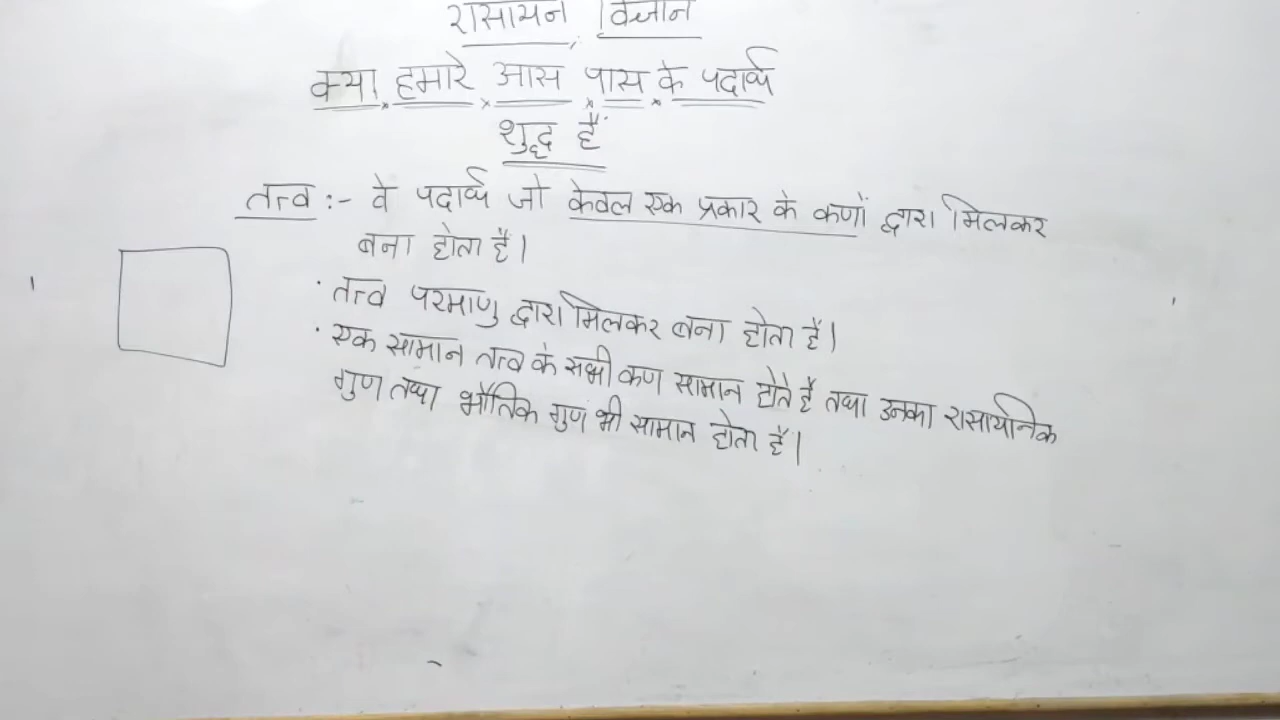 रासायन विज्ञान
क्या हमारे आस पास के पदार्थ
शुद्ध हैं
तत्त्व :- वे पदार्थ जो केवल एक प्रकार के कणों द्वारा मिलकर
बना होता है।
· तत्त्व परमाणु द्वारा मिलकर बना होता है।
· एक सामान तत्त्व के सभी कण सामान होते है तथा उनका रासायनिक
गुण तथा भौतिक गुण भी सामान होता है।